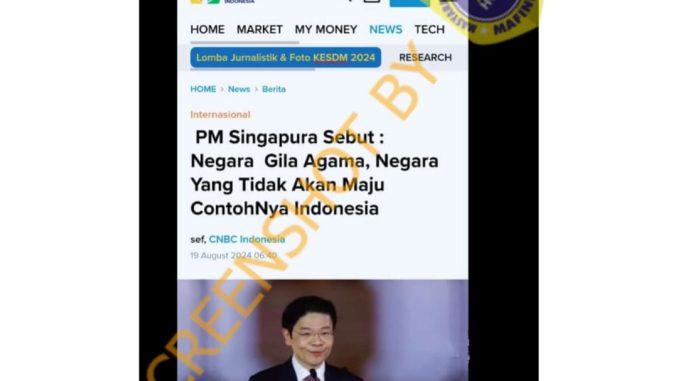 INDONESIA
HOME MARKET MY MONEY NEWS TECH
Lomba Jurnalistik & Foto KESDM 2024 RESEARCH
HOME > News > Berita
Internasional
PM Singapura Sebut :
Negara Gila Agama, Negara
Yang Tidak Akan Maju
ContohNya Indonesia
sef, CNBC Indonesia
19 August 2024 06:40
CREENSHOT BY
MAFIN